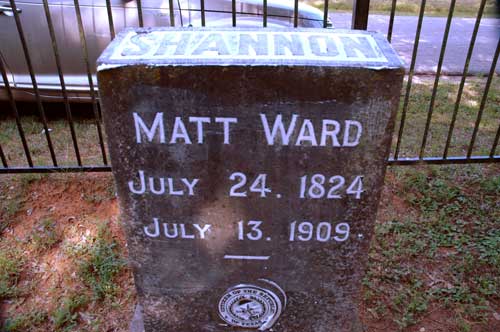 SHANNON
MATT WARD
JULY 24. 1824
JULY 13. 1909.